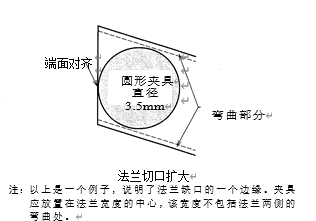 端面对齐
圆形夹具
直径
3.5mm
弯曲部分
法兰切口扩大
注：以上是一个例子，说明了法兰缺口的一个边缘。夹具
应放置在法兰宽度的中心，该宽度不包括法兰两侧的
弯曲处。